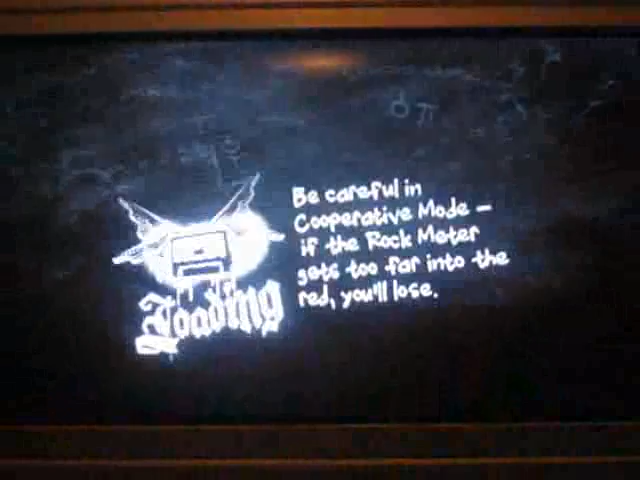 Be careful in
Cooperative Mode -
if the Rock Meter
gets too far into the
red, you'll lose.
Loading